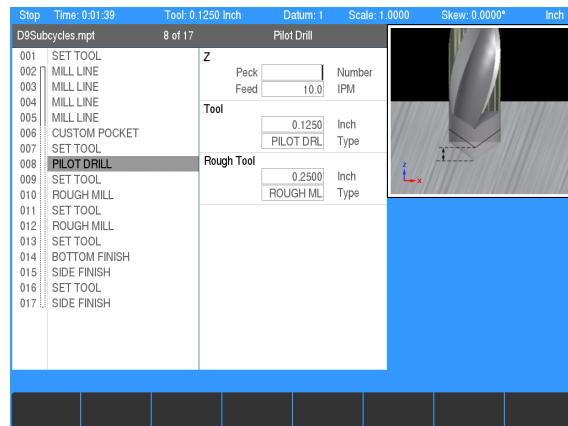 Stop Time: 0:01:39 Tool: 0.1250 Inch Datum: 1 Scale: 1.0000 Skew: 0.0000° Inch
D9Subcycles.mpt 8 of 17 Pilot Drill
001 SET TOOL
002 MILL LINE
003 MILL LINE
004 MILL LINE
005 MILL LINE
006 CUSTOM POCKET
007 SET TOOL
008 PILOT DRILL
009 SET TOOL
010 ROUGH MILL
011 SET TOOL
012 ROUGH MILL
013 SET TOOL
014 BOTTOM FINISH
015 SIDE FINISH
016 SET TOOL
017 SIDE FINISH
Z
Peck Number
Feed 10.0 IPM
Tool
0.1250 Inch
PILOT DRL Type
Rough Tool
0.2500 Inch
ROUGH ML Type
z
x